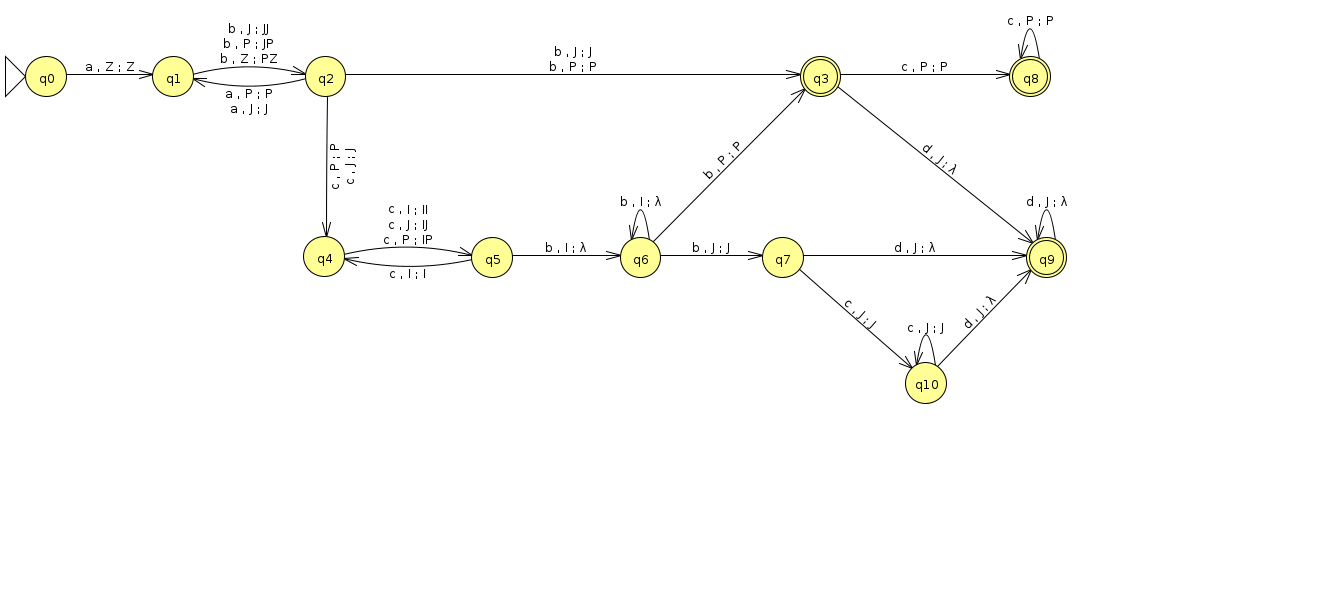 c , P ; P
b , J ; JJ
b , P ; JP
b , Z ; PZ
b , J ; J
b , P ; P
a , Z ; Z
c , P ; P
q0
q1
q2
q3
q8
a , P ; P
a , J ; J
c , P ; P
c , J ; J
b , P ; P
d , J ; λ
c , I ; II
c , J ; IJ
c , P ; IP
b , I ; λ
d , J ; λ
b , I ; λ
b , J ; J
d , J ; λ
q4
q5
q6
q7
q9
c , I ; I
c , J ; J
c , J ; J
d , J ; λ
q10